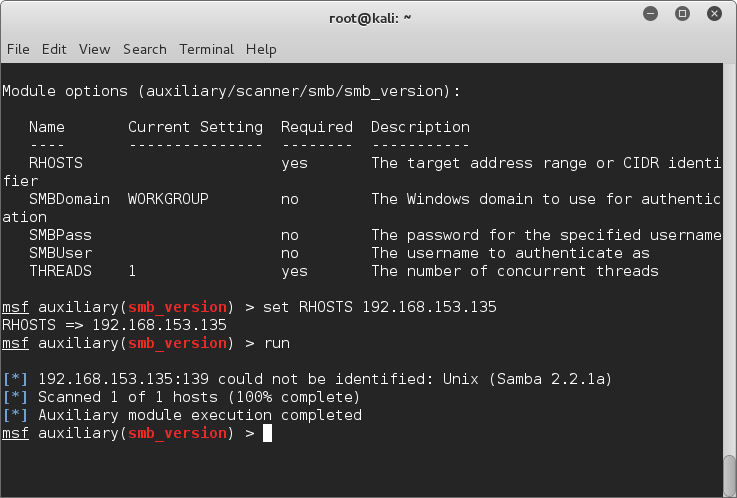 root@kali: ~
File Edit View Search Terminal Help
Module options (auxiliary/scanner/smb/smb_version):
Name Current Setting Required Description
---- --------------- -------- -----------
RHOSTS yes The target address range or CIDR identi
fier
SMBDomain WORKGROUP no The Windows domain to use for authentic
ation
SMBPass no The password for the specified username
SMBUser no The username to authenticate as
THREADS 1 yes The number of concurrent threads
msf auxiliary(smb_version) > set RHOSTS 192.168.153.135
RHOSTS => 192.168.153.135
msf auxiliary(smb_version) > run
[*] 192.168.153.135:139 could not be identified: Unix (Samba 2.2.1a)
[*] Scanned 1 of 1 hosts (100% complete)
[*] Auxiliary module execution completed
msf auxiliary(smb_version) >